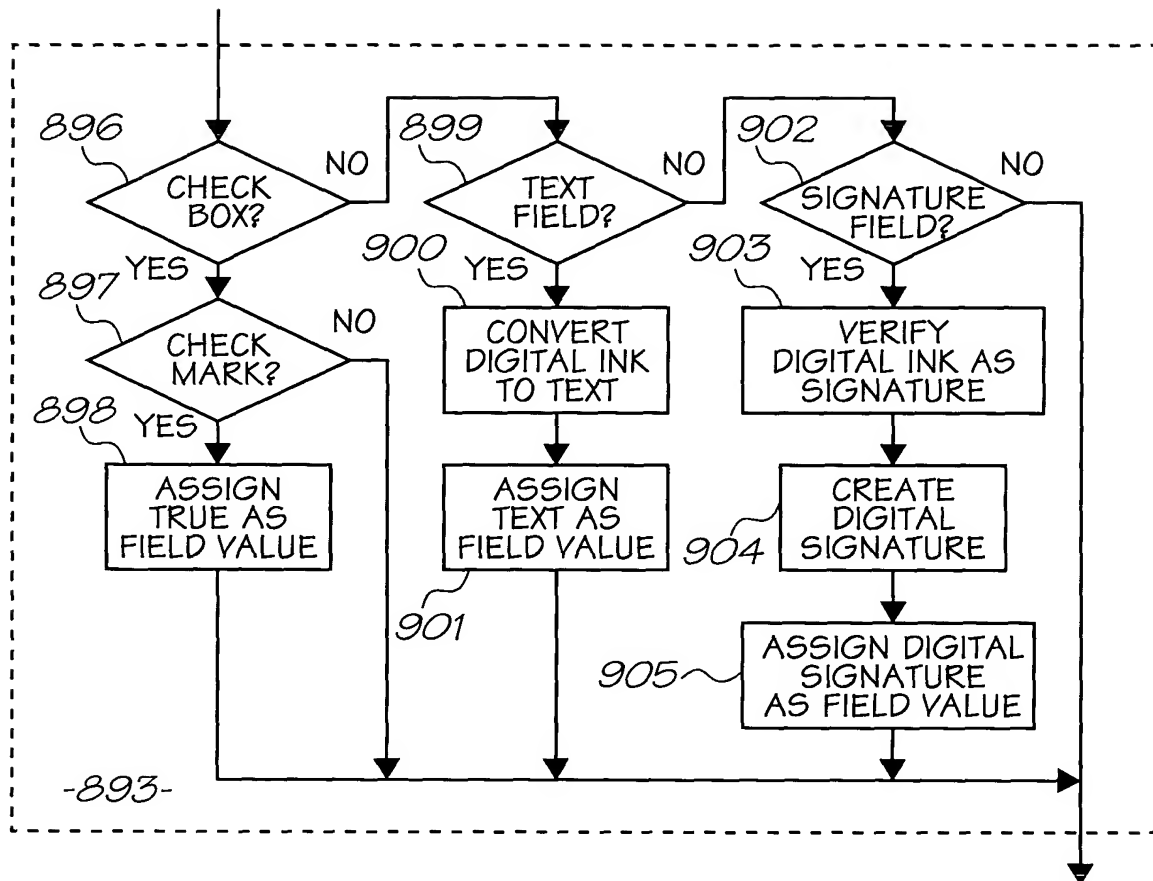 896
CHECK
BOX?
NO
YES
897
CHECK
MARK?
NO
YES
898
ASSIGN
TRUE AS
FIELD VALUE
899
TEXT
FIELD?
NO
YES
900
CONVERT
DIGITAL INK
TO TEXT
ASSIGN
TEXT AS
FIELD VALUE
901
902
SIGNATURE
FIELD?
NO
YES
903
VERIFY
DIGITAL INK AS
SIGNATURE
CREATE
DIGITAL
SIGNATURE
904
ASSIGN DIGITAL
SIGNATURE
AS FIELD VALUE
905
-893-